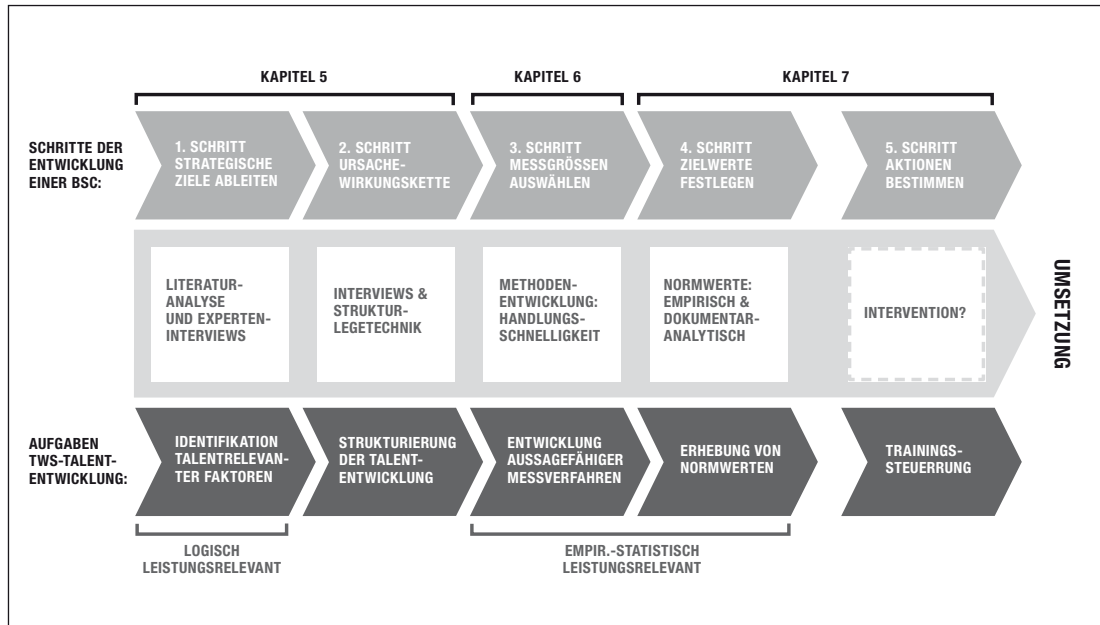 KAPITEL 5
KAPITEL 6
KAPITEL 7
SCHRITTE DER
ENTWICKLUNG
EINER BSC:
1. SCHRITT
STRATEGISCHE
ZIELE ABLEITEN
2. SCHRITT
URSACHE-
WIRKUNGSKETTE
3. SCHRITT
MESSGRÖSSEN
AUSWÄHLEN
4. SCHRITT
ZIELWERTE
FESTLEGEN
5. SCHRITT
AKTIONEN
BESTIMMEN
LITERATUR-
ANALYSE
UND EXPERTEN-
INTERVIEWS
INTERVIEWS &
STRUKTUR-
LEGETECHNIK
METHODEN-
ENTWICKLUNG:
HANDLUNGS-
SCHNELLIGKEIT
NORMWERTE:
EMPIRISCH &
DOKUMENTAR-
ANALYTISCH
INTERVENTION?
UMSETZUNG
AUFGABEN
TWS-TALENT-
ENTWICKLUNG:
IDENTIFIKATION
TALENTRELEVAN-
TER FAKTOREN
STRUKTURIERUNG
DER TALENT-
ENTWICKLUNG
ENTWICKLUNG
AUSSAGEFÄHIGER
MESSVERFAHREN
ERHEBUNG VON
NORMWERTEN
TRAININGS-
STEUERRUNG
LOGISCH
LEISTUNGSRELEVANT
EMPIR.-STATISTISCH
LEISTUNGSRELEVANT